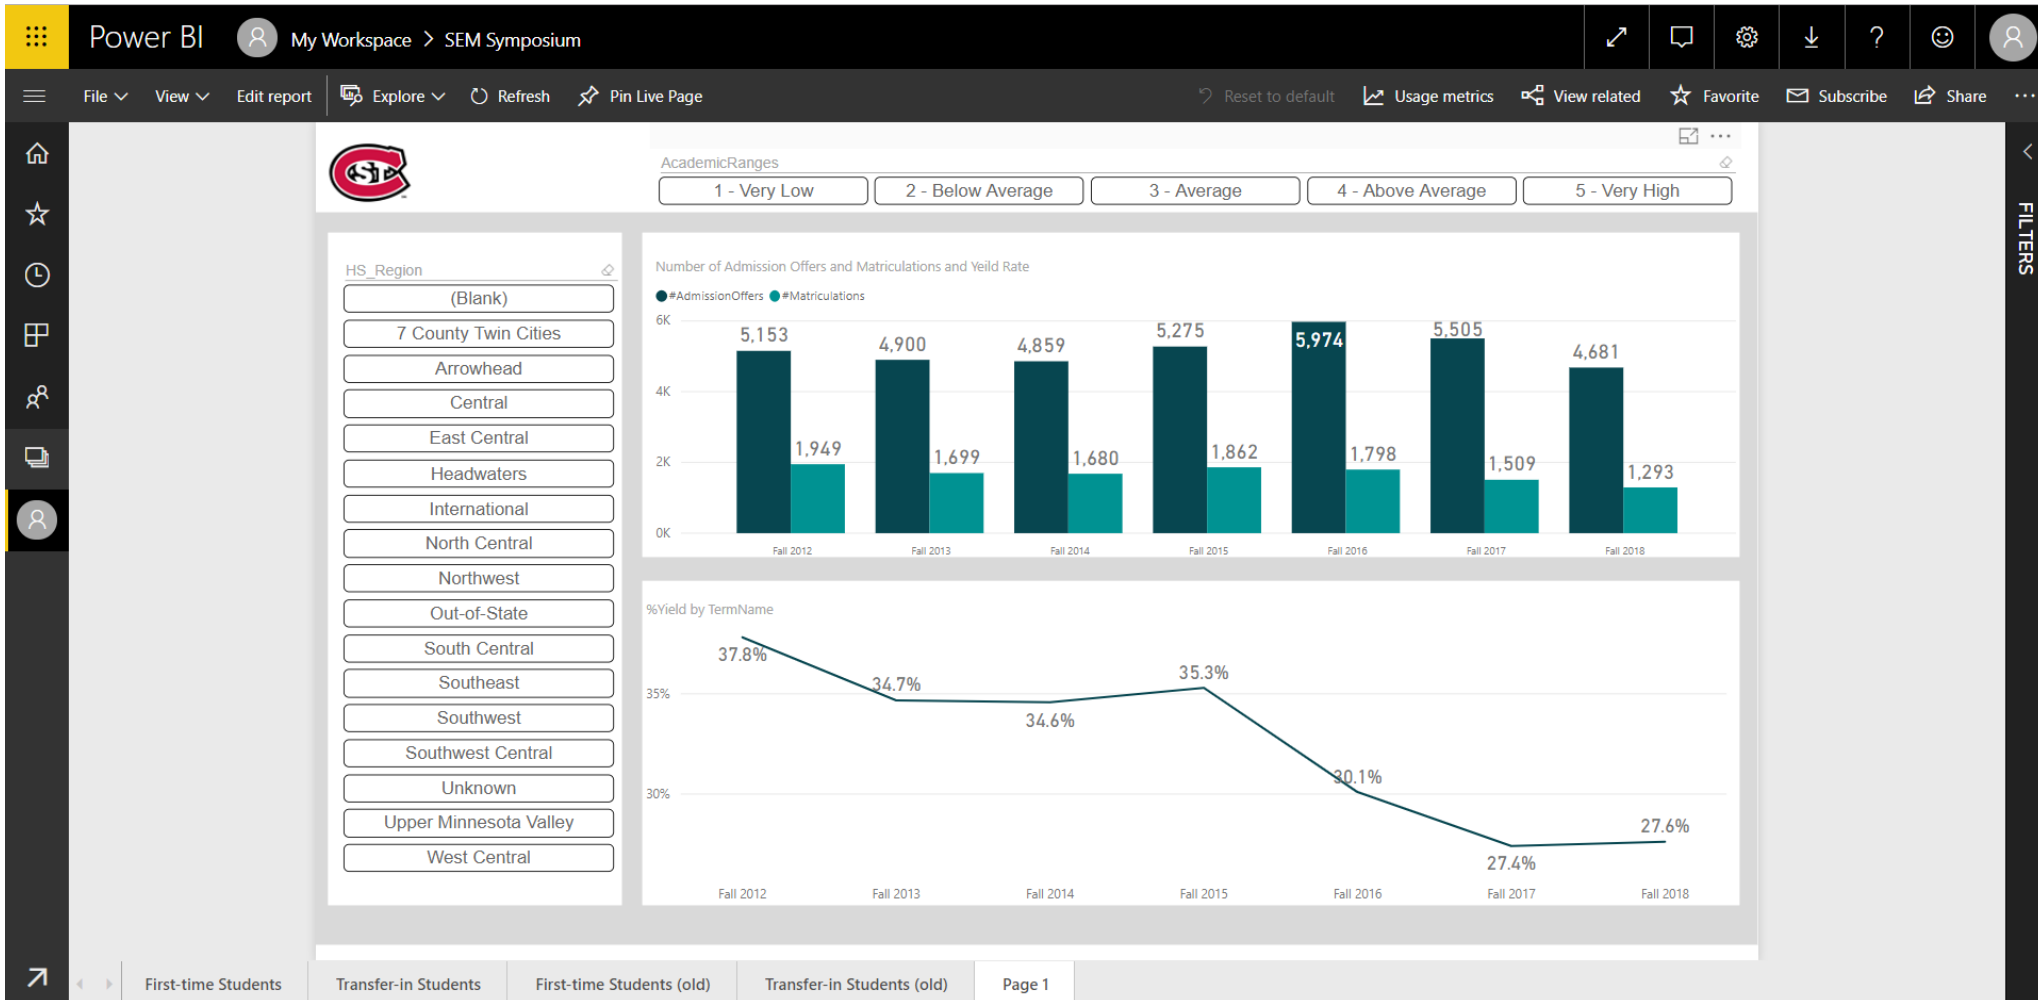 Power BI My Workspace > SEM Symposium ?
File View Edit report Explore Refresh Pin Live Page Reset to default Usage metrics View related Favorite Subscribe Share ...
STC
AcademicRanges
1 - Very Low 2 - Below Average 3 - Average 4 - Above Average 5 - Very High
FILTERS
HS_Region
(Blank)
7 County Twin Cities
Arrowhead
Central
East Central
Headwaters
International
North Central
Northwest
Out-of-State
South Central
Southeast
Southwest
Southwest Central
Unknown
Upper Minnesota Valley
West Central
Number of Admission Offers and Matriculations and Yeild Rate
#AdmissionOffers #Matriculations
6K
4K
2K
0K
5,153 4,900 4,859 5,275 5,974 5,505 4,681
1,949 1,699 1,680 1,862 1,798 1,509 1,293
Fall 2012 Fall 2013 Fall 2014 Fall 2015 Fall 2016 Fall 2017 Fall 2018
%Yield by TermName
35%
30%
37.8% 34.7% 34.6% 35.3% 30.1% 27.4% 27.6%
Fall 2012 Fall 2013 Fall 2014 Fall 2015 Fall 2016 Fall 2017 Fall 2018
First-time Students Transfer-in Students First-time Students (old) Transfer-in Students (old) Page 1